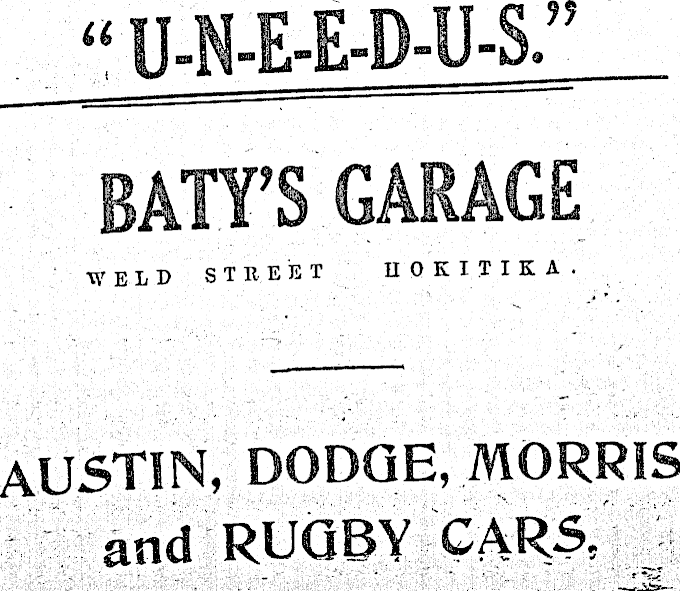 "U-N-E-E-D-U-S."
BATY'S GARAGE
WELD STREET HOKITIKA.
AUSTIN, DODGE, MORRIS
and RUGBY CARS.